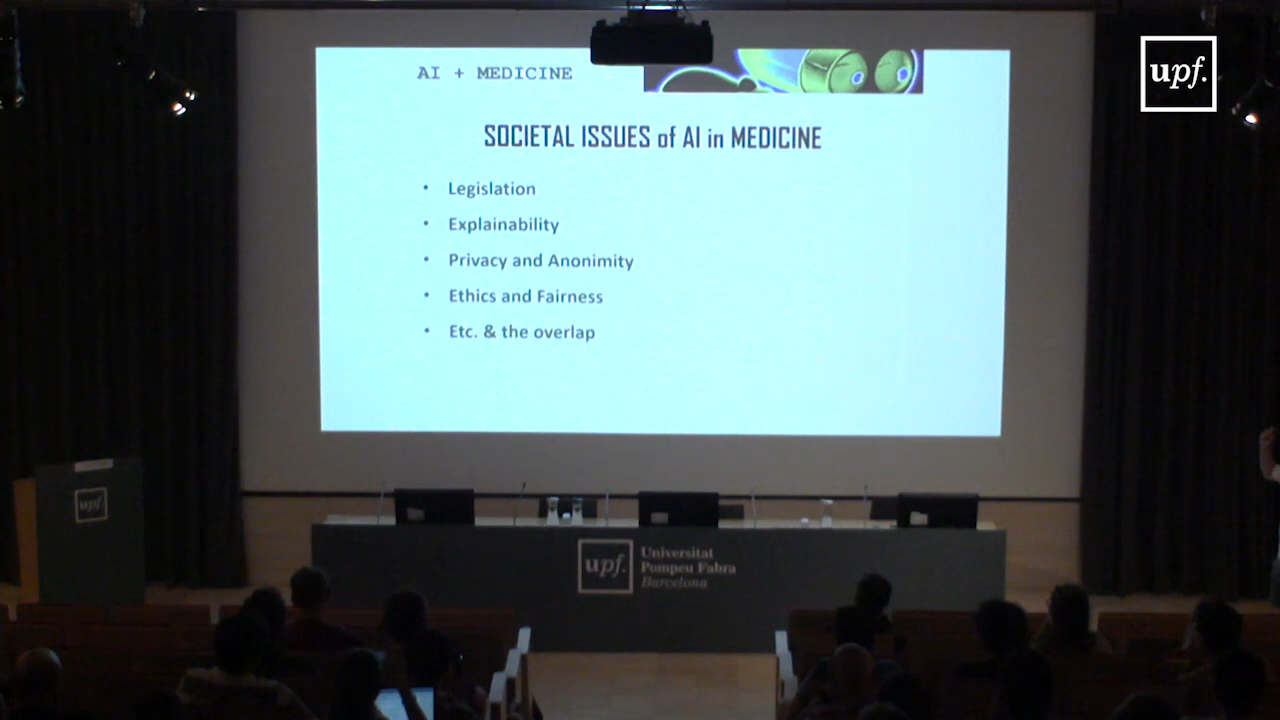 AI + MEDICINE
upf.
SOCIETAL ISSUES of AI in MEDICINE
• Legislation
• Explainability
• Privacy and Anonimity
• Ethics and Fairness
• Etc. & the overlap
upf.
upf.
Universitat
Pompeu Fabra
Barcelona